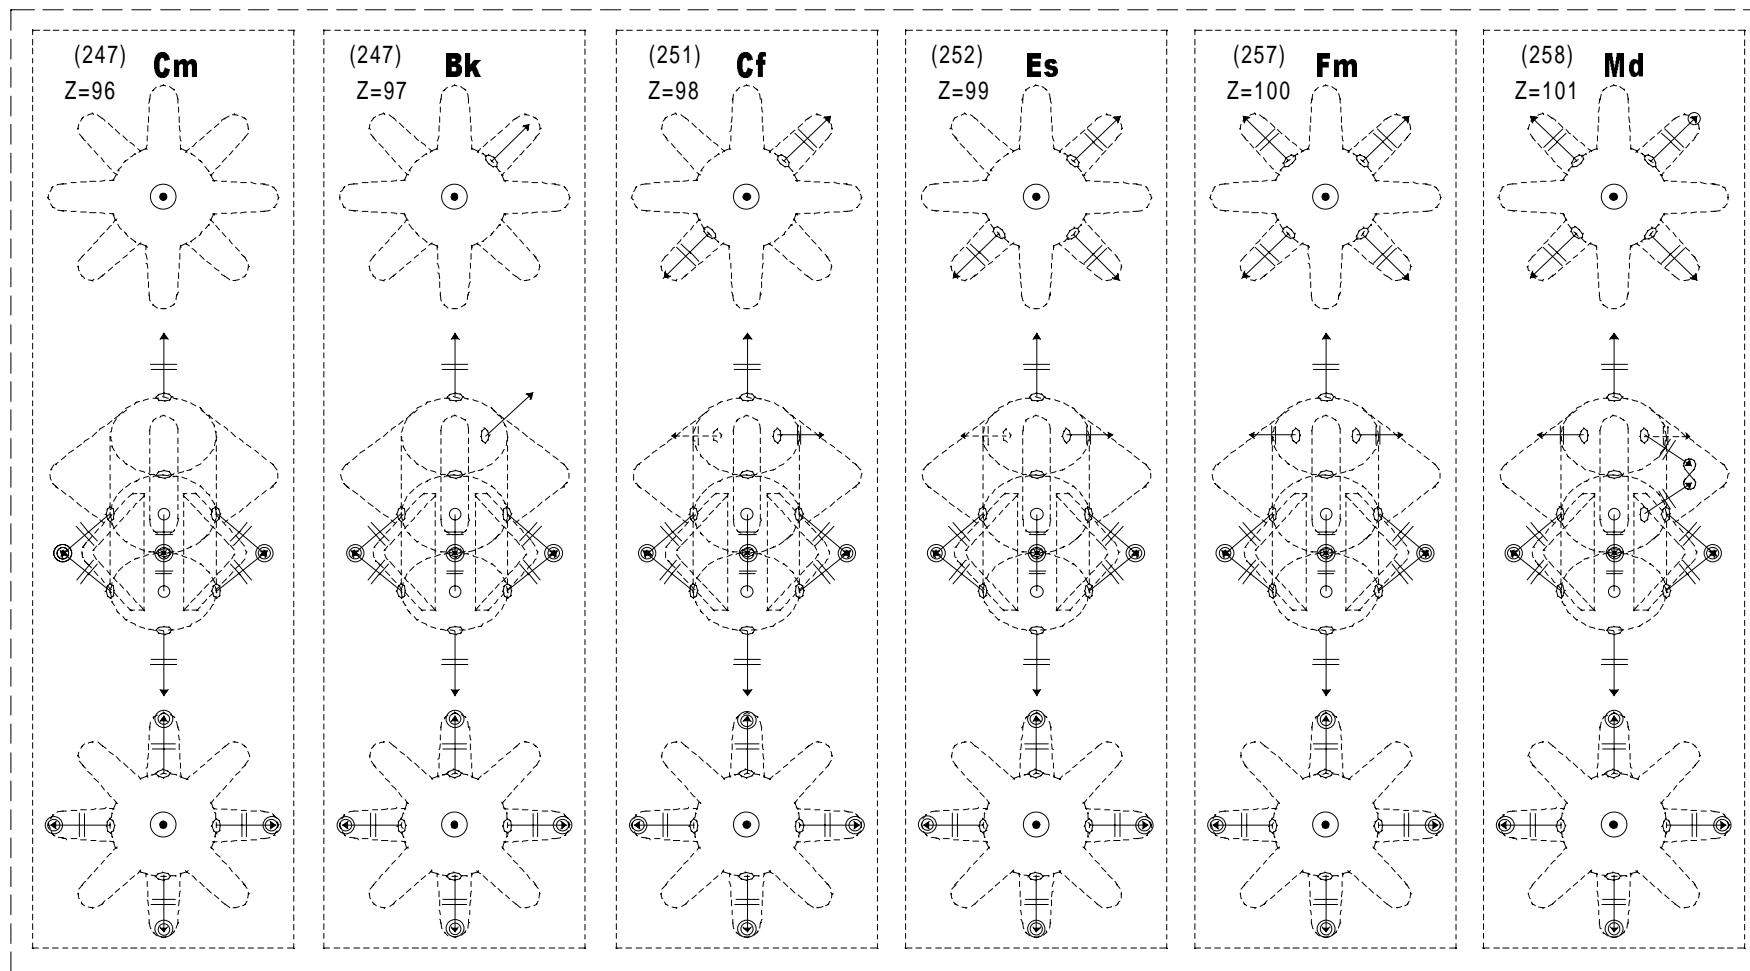 (247) Cm
Z=96
(247) Bk
Z=97
(251) Cf
Z=98
(252) Es
Z=99
(257) Fm
Z=100
(258) Md
Z=101